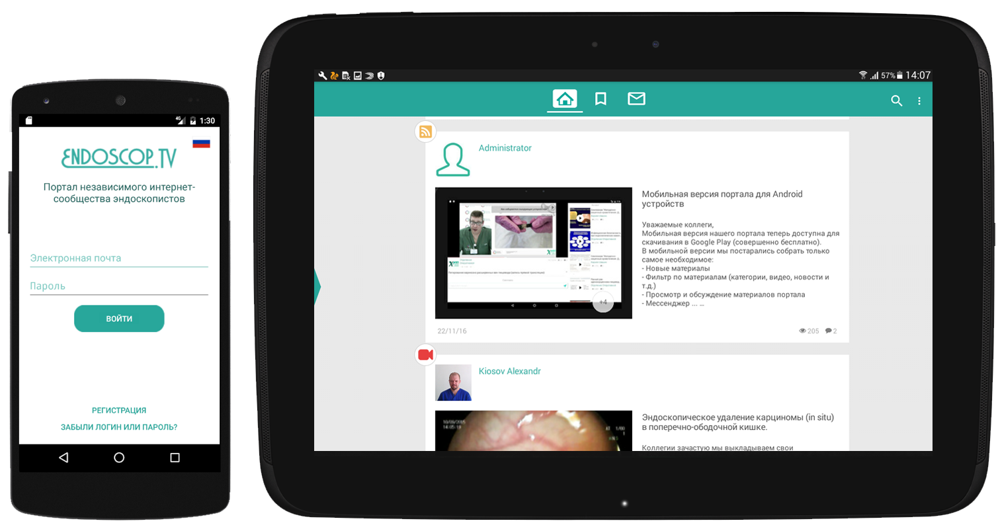 1:30
ENDOSCOP.TV
Портал независимого интернет-
сообщества эндоскопистов
Электронная почта
Пароль
ВОЙТИ
РЕГИСТРАЦИЯ
ЗАБЫЛИ ЛОГИН ИЛИ ПАРОЛЬ?
57% 14:07
Administrator
Мобильная версия портала для Android
устройств
Уважаемые коллеги,
Мобильная версия нашего портала теперь доступна для
скачивания в Google Play (совершенно бесплатно).
В мобильной версии мы постарались собрать только
самое необходимое:
- Новые материалы
- Фильтр по материалам (категории, видео, новости и
т.д.)
- Просмотр и обсуждение материалов портала
- Мессенджер ... ...
+4
22/11/16
205 2
Kiosov Alexandr
Эндоскопическое удаление карциномы (in situ)
в поперечно-ободочной кишке.
Коллеги зачастую мы выкладываем свои